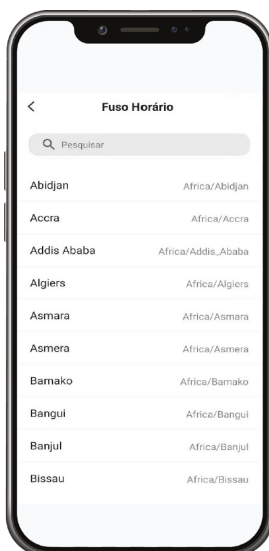 Fuso Horário
Pesquisar
Abidjan Africa/Abidjan
Accra Africa/Accra
Addis Ababa Africa/Addis_Ababa
Algiers Africa/Algiers
Asmara Africa/Asmara
Asmera Africa/Asmera
Bamako Africa/Bamako
Bangui Africa/Bangui
Banjul Africa/Banjul
Bissau Africa/Bissau